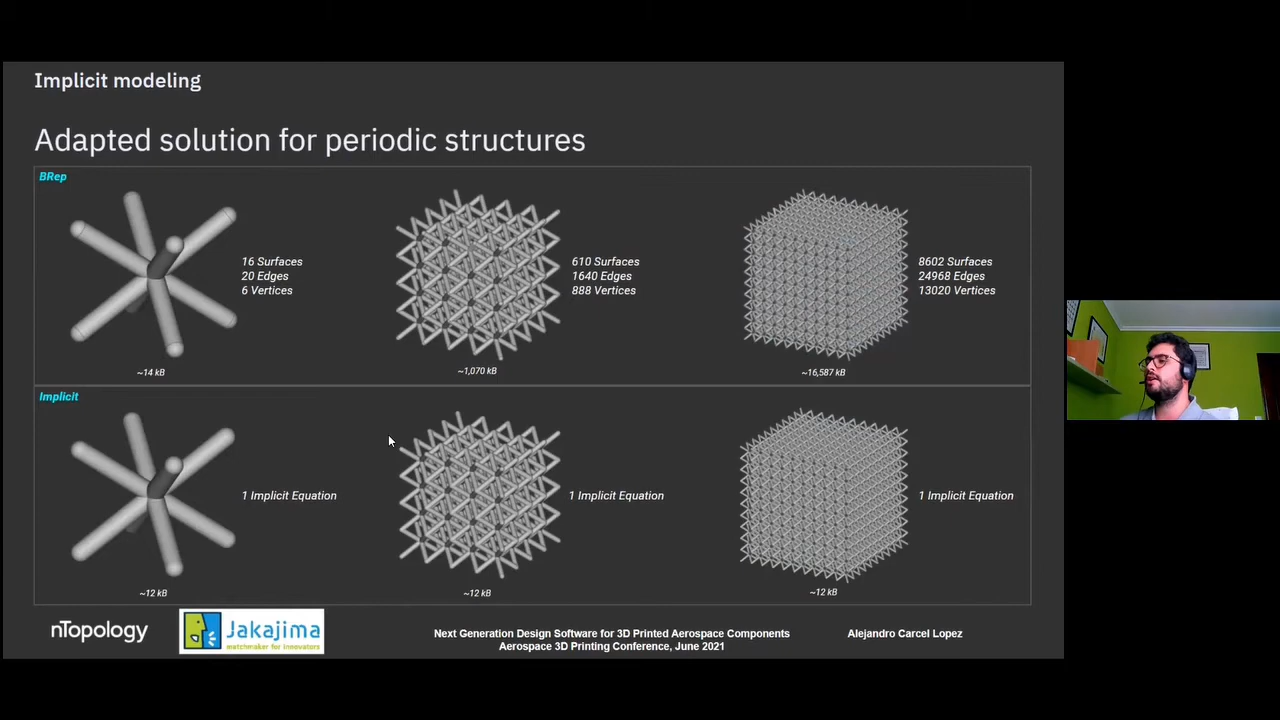 Implicit modeling
Adapted solution for periodic structures
BRep
16 Surfaces
20 Edges
6 Vertices
~14 kB
610 Surfaces
1640 Edges
888 Vertices
~1,070 kB
8602 Surfaces
24968 Edges
13020 Vertices
~16,587 kB
Implicit
1 Implicit Equation
~12 kB
1 Implicit Equation
~12 kB
1 Implicit Equation
~12 kB
nTopology
Jakajima
matchmaker for innovators
Next Generation Design Software for 3D Printed Aerospace Components
Aerospace 3D Printing Conference, June 2021
Alejandro Carcel Lopez